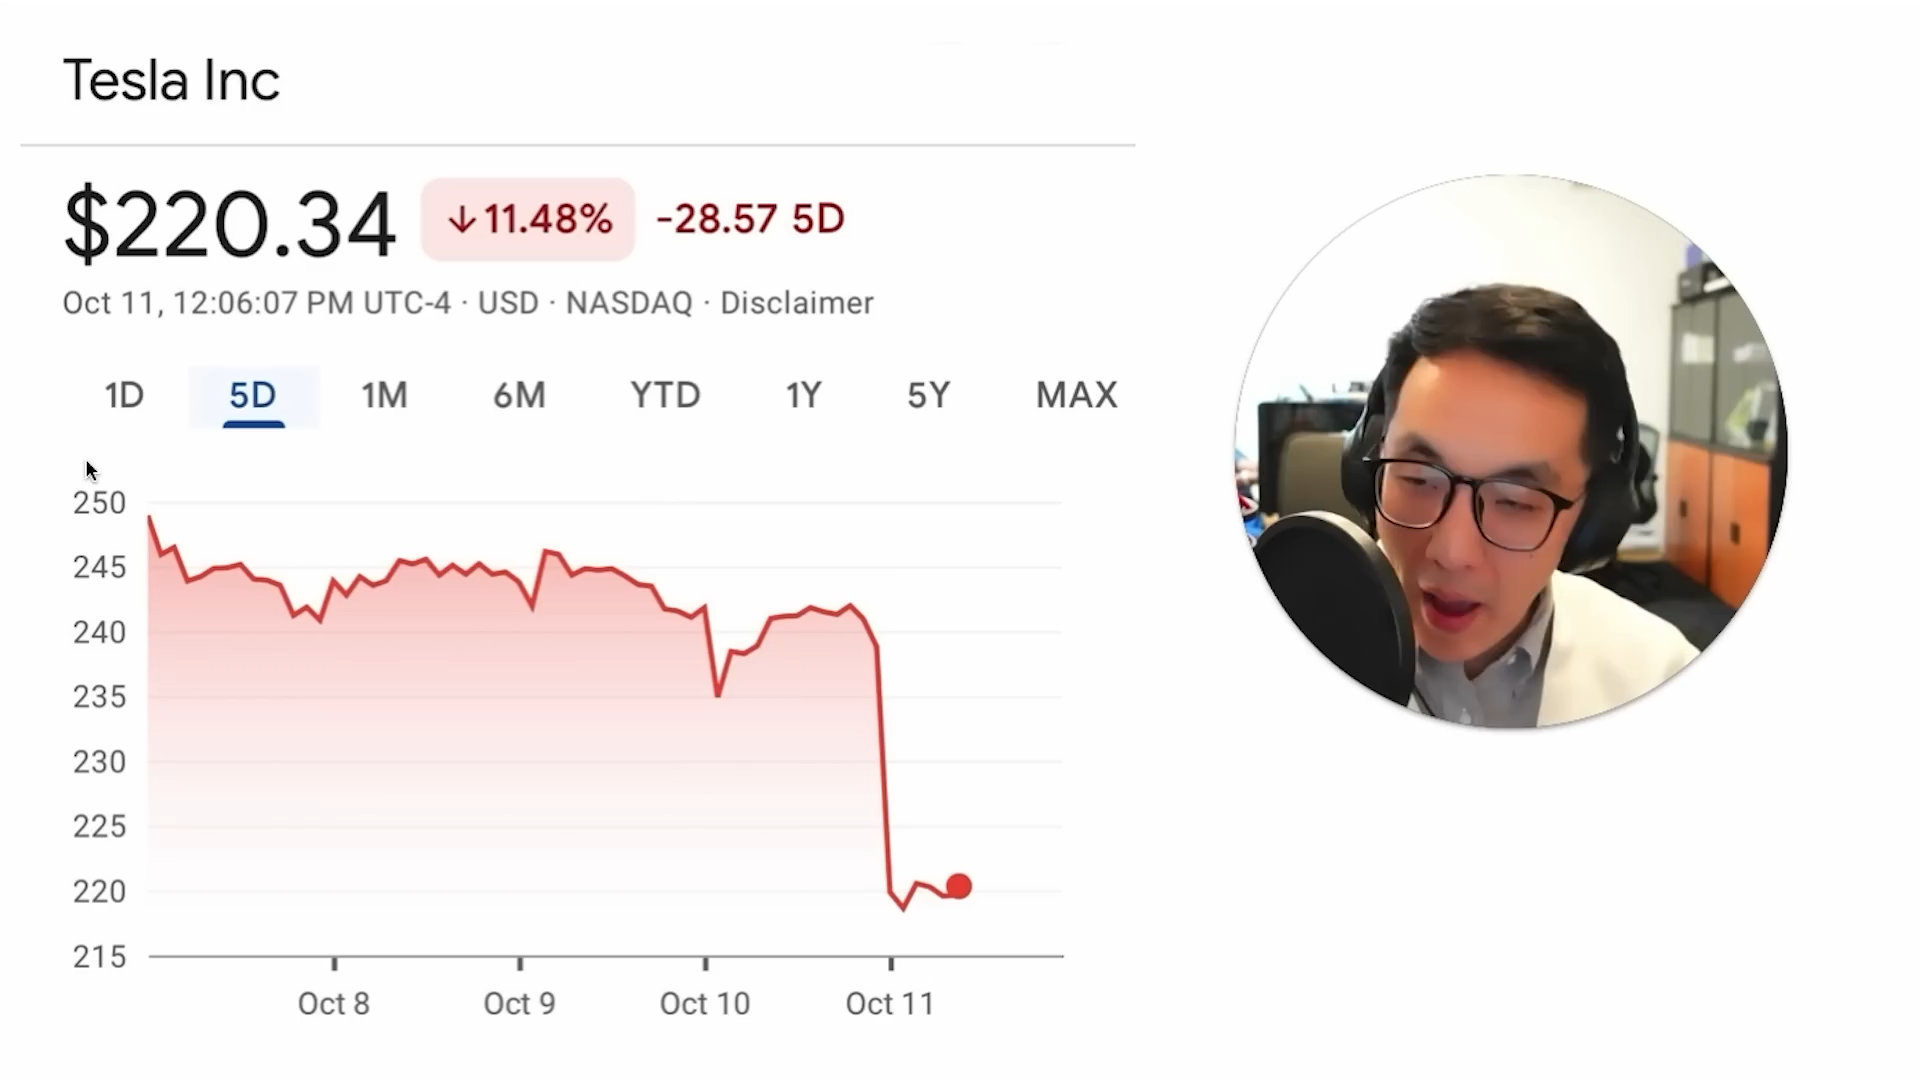 Tesla Inc
$220.34 ↓11.48% -28.57 5D
Oct 11, 12:06:07 PM UTC-4 · USD · NASDAQ · Disclaimer
1D 5D 1M 6M YTD 1Y 5Y MAX
250
245
240
235
230
225
220
215
Oct 8 Oct 9 Oct 10 Oct 11